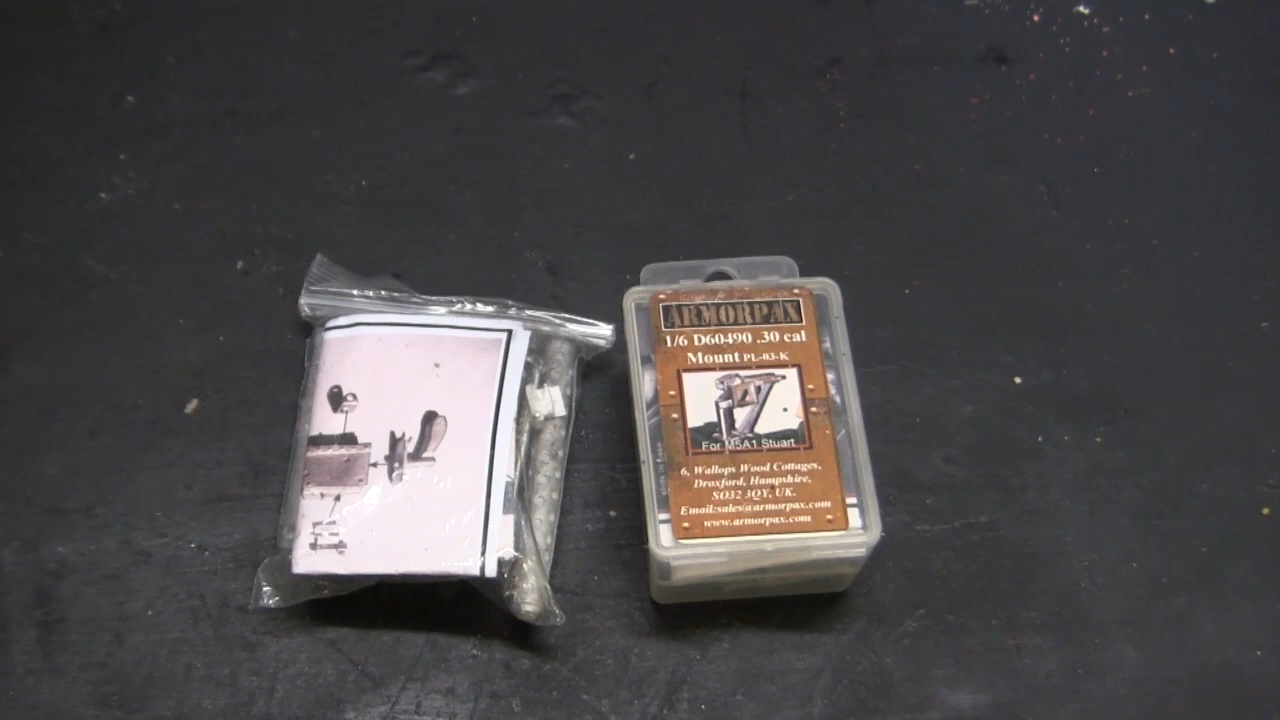 ARMORPAX
1/6 D60490 .30 cal
Mount PL-03-K
For M5A1 Stuart
6, Wallops Wood Cottages,
Droxford, Hampshire,
SO32 3QY, UK.
Email:sales@armorpax.com
www.armorpax.com